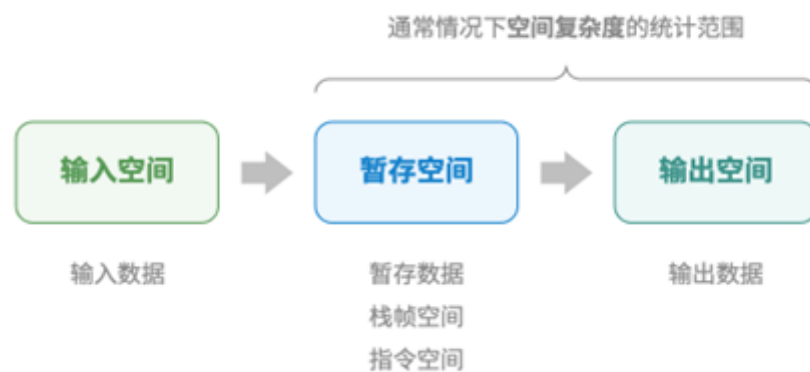 通常情况下空间复杂度的统计范围
输入空间
暂存空间
输出空间
输入数据
暂存数据
输出数据
栈帧空间
指令空间